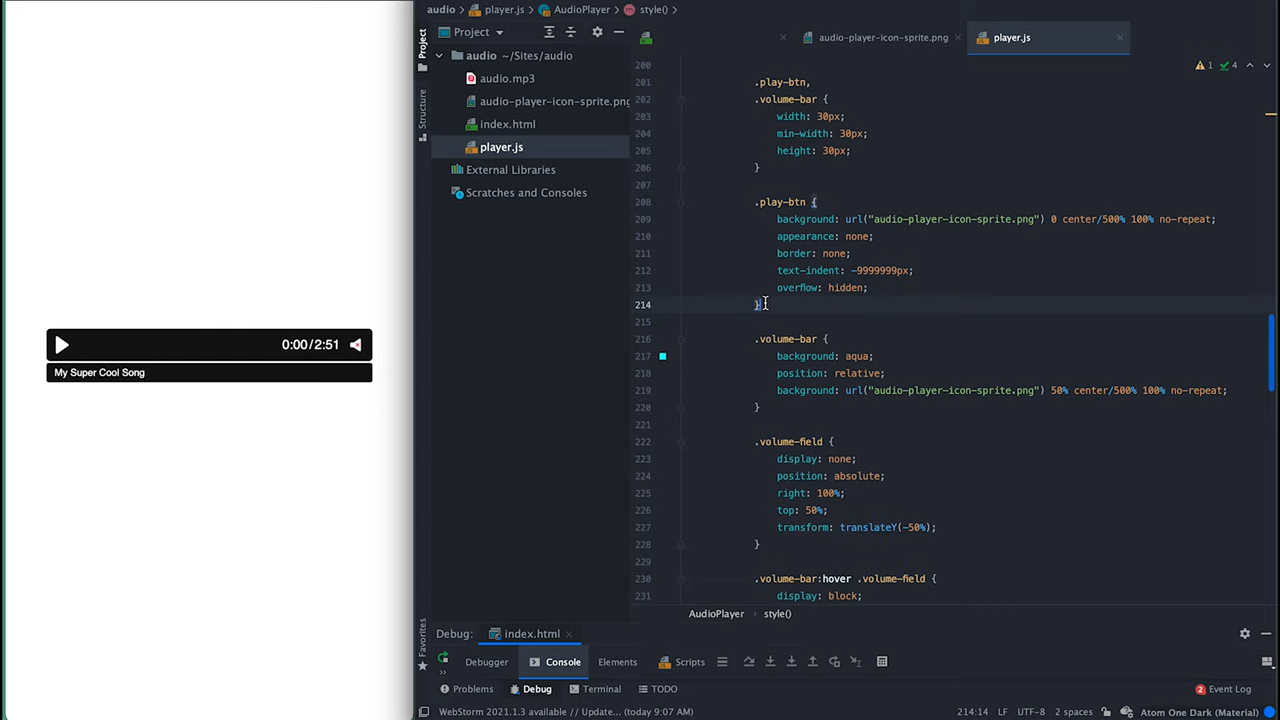 audio > player.js > AudioPlayer > style() >
Project
audio-player-icon-sprite.png
player.js
Project
Structure
Favorites
audio ~/Sites/audio
audio.mp3
audio-player-icon-sprite.png
index.html
player.js
External Libraries
Scratches and Consoles
1 4
200
201 .play-btn,
202 .volume-bar {
203 width: 30px;
204 min-width: 30px;
205 height: 30px;
206 }
207
208 .play-btn {
209 background: url("audio-player-icon-sprite.png") 0 center/500% 100% no-repeat;
210 appearance: none;
211 border: none;
212 text-indent: -9999999px;
213 overflow: hidden;
214 }
215
216 .volume-bar {
217 background: aqua;
218 position: relative;
219 background: url("audio-player-icon-sprite.png") 50% center/500% 100% no-repeat;
220 }
221
222 .volume-field {
223 display: none;
224 position: absolute;
225 right: 100%;
226 top: 50%;
227 transform: translateY(-50%);
228 }
229
230 .volume-bar:hover .volume-field {
231 display: block;
0:00/2:51
My Super Cool Song
AudioPlayer > style()
Debug: index.html
Debugger Console Elements Scripts
Problems Debug Terminal TODO 2 Event Log
WebStorm 2021.1.3 available // Update... (today 9:07 AM) 214:14 LF UTF-8 2 spaces Atom One Dark (Material)